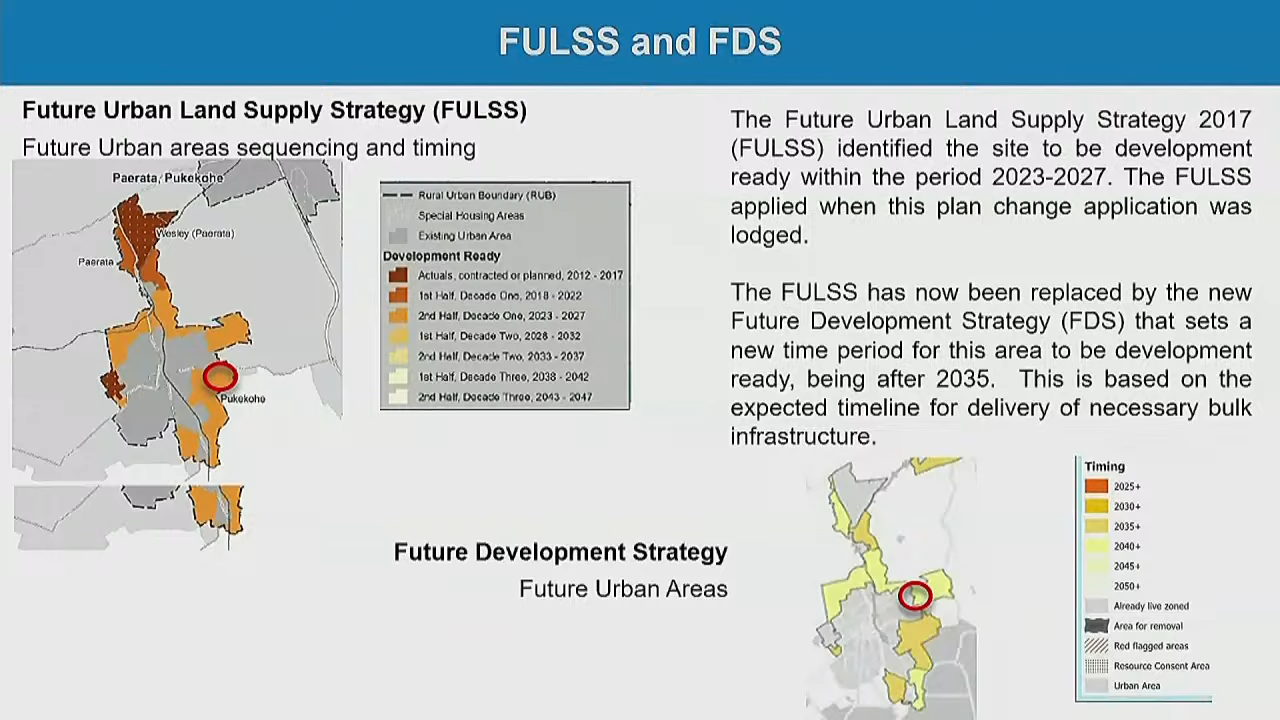 FULSS and FDS
Future Urban Land Supply Strategy (FULSS)
Future Urban areas sequencing and timing
Paerata, Pukekohe
Wesley (Paerata)
Paerata
Pukekohe
Rural Urban Boundary (RUB)
Special Housing Areas
Existing Urban Area
Development Ready
Actuals, contracted or planned, 2012 - 2017
1st Half, Decade One, 2018 - 2022
2nd Half, Decade One, 2023 - 2027
1st Half, Decade Two, 2028 - 2032
2nd Half, Decade Two, 2033 - 2037
1st Half, Decade Three, 2038 - 2042
2nd Half, Decade Three, 2043 - 2047
The Future Urban Land Supply Strategy 2017
(FULSS) identified the site to be development
ready within the period 2023-2027. The FULSS
applied when this plan change application was
lodged.
The FULSS has now been replaced by the new
Future Development Strategy (FDS) that sets a
new time period for this area to be development
ready, being after 2035. This is based on the
expected timeline for delivery of necessary bulk
infrastructure.
Future Development Strategy
Future Urban Areas
Timing
2025+
2030+
2035+
2040+
2045+
2050+
Already live zoned
Area for removal
Red flagged areas
Resource Consent Area
Urban Area